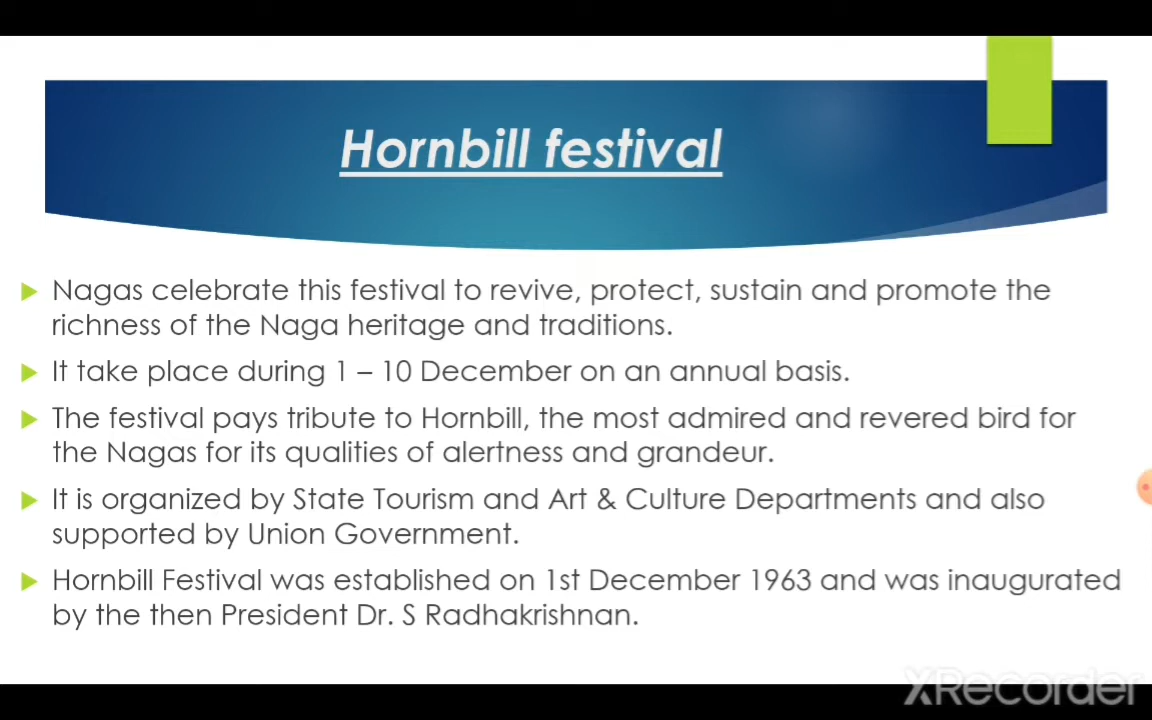 Hornbill festival
Nagas celebrate this festival to revive, protect, sustain and promote the
richness of the Naga heritage and traditions.
It take place during 1 – 10 December on an annual basis.
The festival pays tribute to Hornbill, the most admired and revered bird for
the Nagas for its qualities of alertness and grandeur.
It is organized by State Tourism and Art & Culture Departments and also
supported by Union Government.
Hornbill Festival was established on 1st December 1963 and was inaugurated
by the then President Dr. S Radhakrishnan.
XRecorder